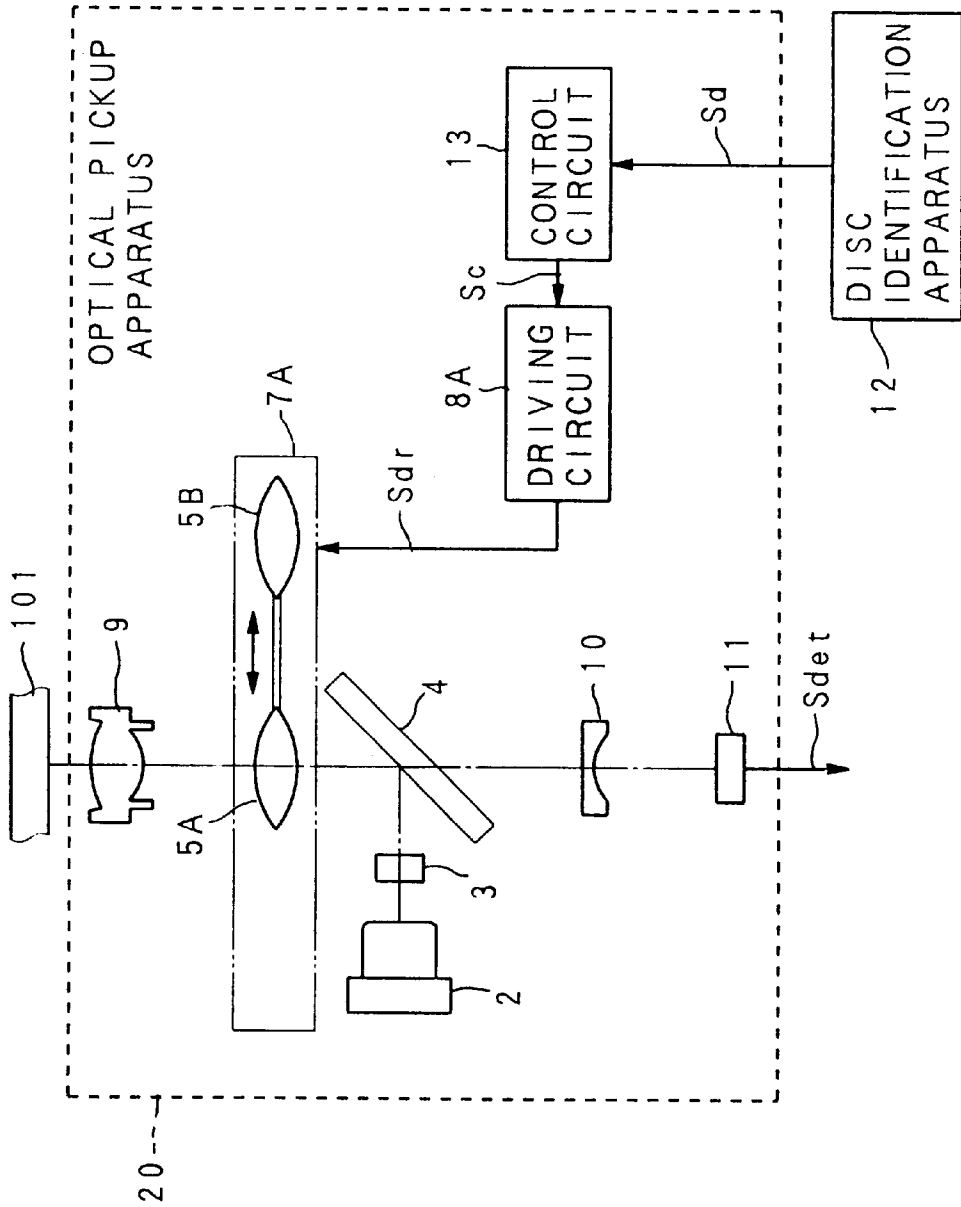 20
OPTICAL PICKUP
APPARATUS
101
9
7A
5B
5A
Sdr
4
3
2
10
11
Sdet
8A
DRIVING
CIRCUIT
Sc
13
CONTROL
CIRCUIT
Sd
12
DISC
IDENTIFICATION
APPARATUS